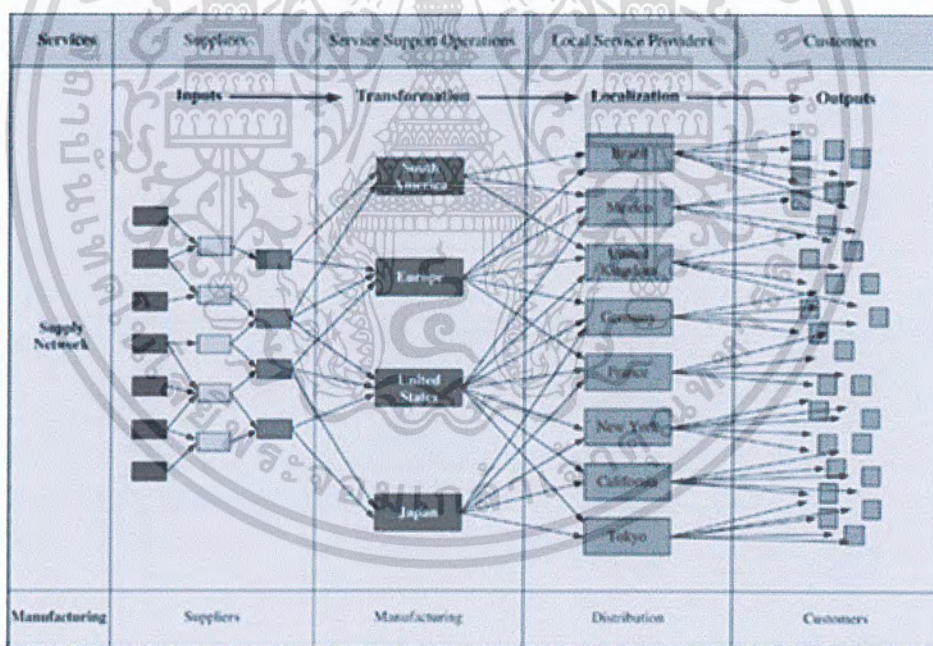 Services Suppliers Service Support Operations Local Service Providers Customers
Inputs Transformation Localization Outputs
Brazil
South
America
Mexico
United
Kingdom
Europe
Germany
Supply
Network
France
United
States
New York
California
Japan
Tokyo
Manufacturing Suppliers Manufacturing Distribution Customers